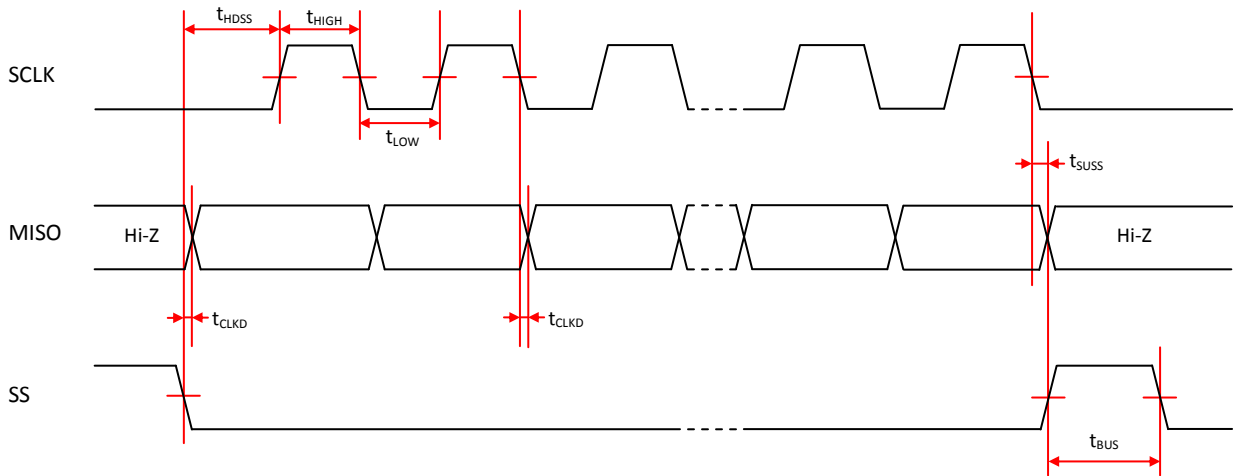 tHDSS tHIGH
SCLK
tLOW
tSUSS
MISO Hi-Z Hi-Z
tCLKD tCLKD
SS
tBUS